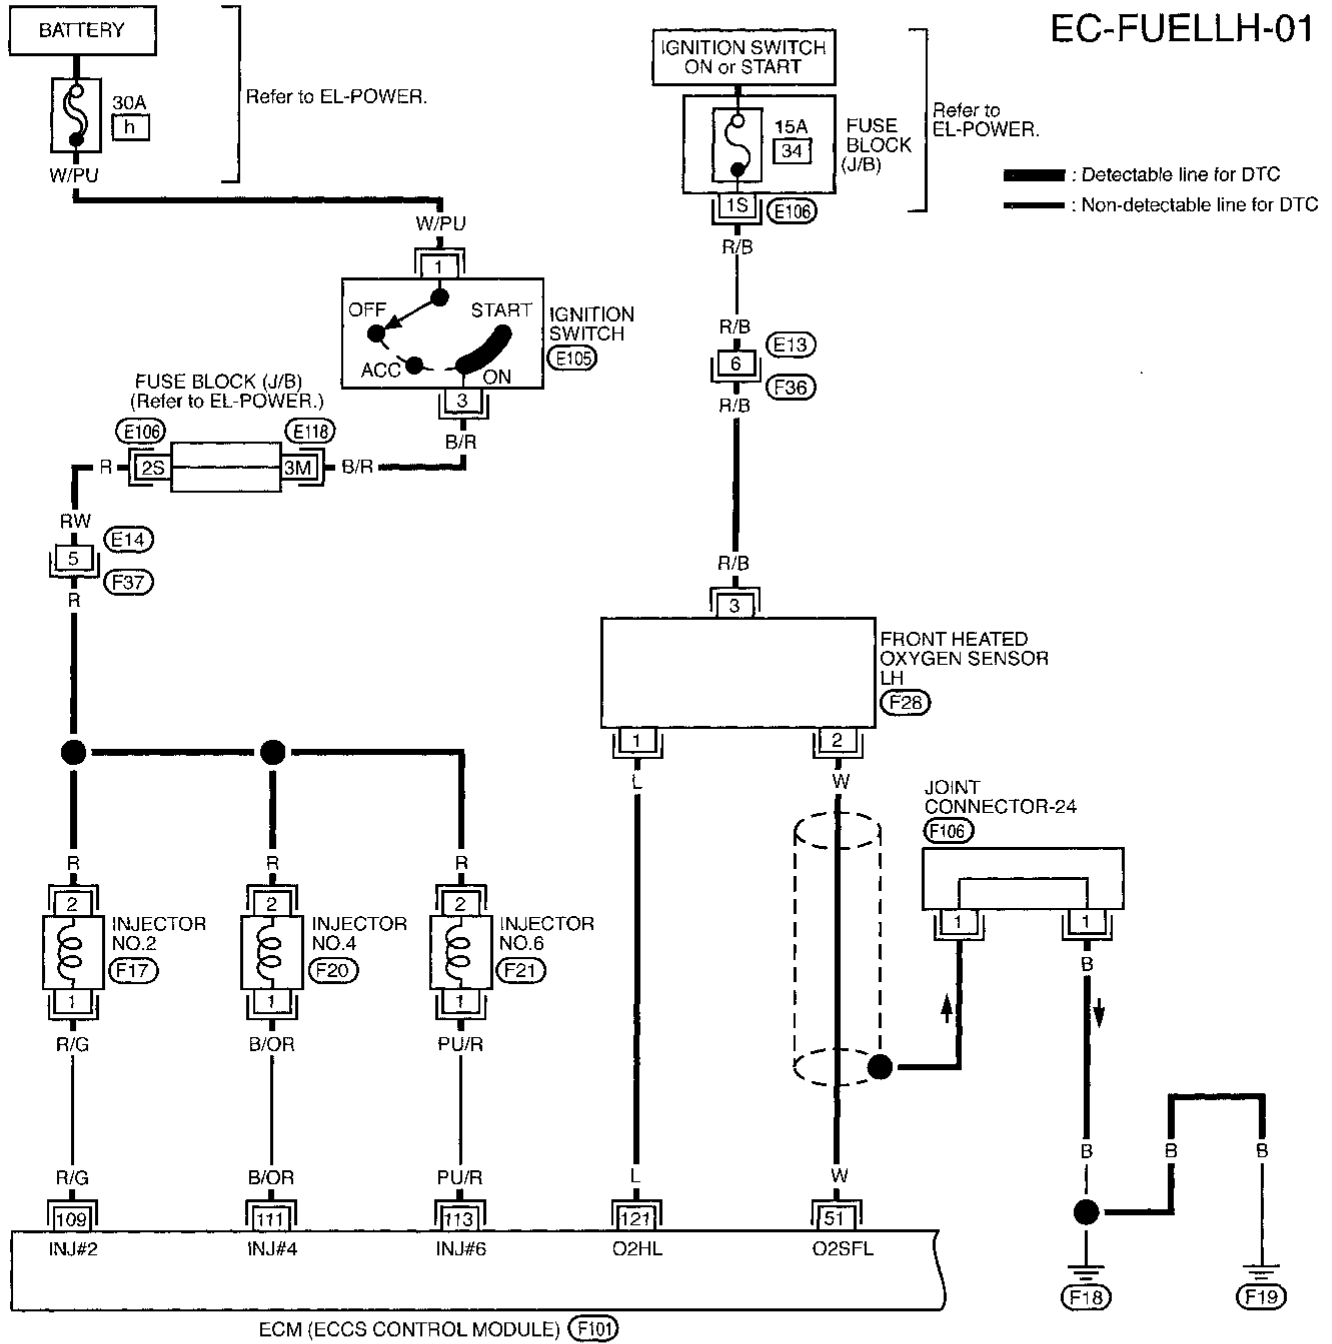 EC-FUELLH-01
BATTERY
30A
h
Refer to EL-POWER.
W/PU
W/PU
1
OFF
START
ACC
ON
IGNITION
SWITCH
E105
3
B/R
FUSE BLOCK (J/B)
(Refer to EL-POWER.)
E106
E118
R
2S
3M
B/R
RW
5
E14
F37
R
IGNITION SWITCH
ON or START
15A
34
FUSE
BLOCK
(J/B)
Refer to
EL-POWER.
1S
E106
R/B
R/B
6
E13
F36
R/B
R/B
3
: Detectable line for DTC
: Non-detectable line for DTC
FRONT HEATED
OXYGEN SENSOR
LH
F28
1
2
L
W
JOINT
CONNECTOR-24
F106
1
1
B
R
R
R
2
2
2
INJECTOR
NO.2
F17
INJECTOR
NO.4
F20
INJECTOR
NO.6
F21
1
1
1
R/G
B/OR
PU/R
R/G
B/OR
PU/R
L
W
B
B
B
109
111
113
121
51
INJ#2
INJ#4
INJ#6
O2HL
O2SFL
F18
F19
ECM (ECCS CONTROL MODULE)
F101